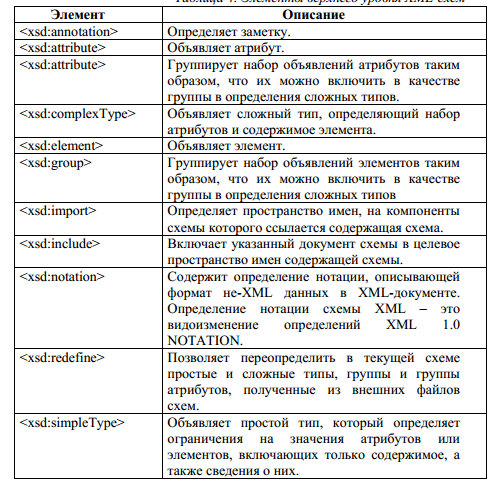 Таблица 4. Элементы верхнего уровня XML-схем
Элемент Описание
<xsd:annotation> Определяет заметку.
<xsd:attribute> Объявляет атрибут.
<xsd:attribute> Группирует набор объявлений атрибутов таким
образом, что их можно включить в качестве
группы в определения сложных типов.
<xsd:complexType> Объявляет сложный тип, определяющий набор
атрибутов и содержимое элемента.
<xsd:element> Объявляет элемент.
<xsd:group> Группирует набор объявлений элементов таким
образом, что их можно включить в качестве
группы в определения сложных типов
<xsd:import> Определяет пространство имен, на компоненты
схемы которого ссылается содержащая схема.
<xsd:include> Включает указанный документ схемы в целевое
пространство имен содержащей схемы.
<xsd:notation> Содержит определение нотации, описывающей
формат не-XML данных в XML-документе.
Определение нотации схемы XML – это
видоизменение определений XML 1.0
NOTATION.
<xsd:redefine> Позволяет переопределить в текущей схеме
простые и сложные типы, группы и группы
атрибутов, полученные из внешних файлов
схем.
<xsd:simpleType> Объявляет простой тип, который определяет
ограничения на значения атрибутов или
элементов, включающих только содержимое, а
также сведения о них.